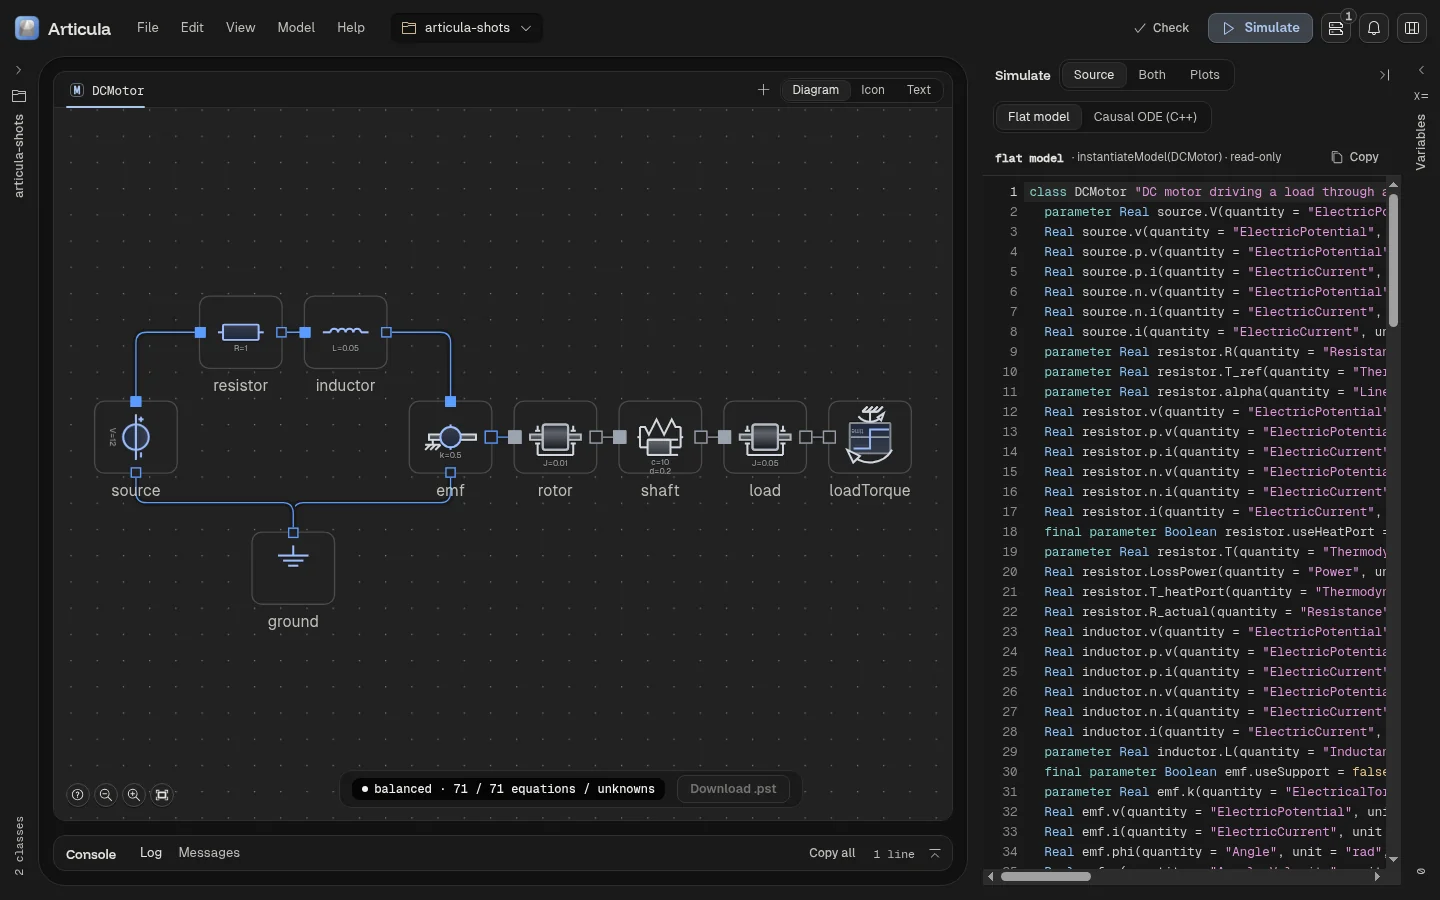 Articula
File Edit View Model Help
articula-shots
Check
Simulate
1
articula-shots
2 classes
M DCMotor
Diagram Icon Text
R=1
resistor
L=0.05
inductor
V=12
source
k=0.5
emf
J=0.01
rotor
c=10
d=0.2
shaft
J=0.05
load
tune
loadTorque
ground
balanced · 71 / 71 equations / unknowns
Download .pst
Console Log Messages
Copy all 1 line
Simulate Source Both Plots
Flat model Causal ODE (C++)
flat model · instantiateModel(DCMotor) · read-only
Copy
1 class DCMotor "DC motor driving a load through a
2 parameter Real source.V(quantity = "ElectricPo
3 Real source.v(quantity = "ElectricPotential",
4 Real source.p.v(quantity = "ElectricPotential"
5 Real source.p.i(quantity = "ElectricCurrent",
6 Real source.n.v(quantity = "ElectricPotential"
7 Real source.n.i(quantity = "ElectricCurrent",
8 Real source.i(quantity = "ElectricCurrent", un
9 parameter Real resistor.R(quantity = "Resistan
10 parameter Real resistor.T_ref(quantity = "Ther
11 parameter Real resistor.alpha(quantity = "Line
12 Real resistor.v(quantity = "ElectricPotential"
13 Real resistor.p.v(quantity = "ElectricPotentia
14 Real resistor.p.i(quantity = "ElectricCurrent"
15 Real resistor.n.v(quantity = "ElectricPotentia
16 Real resistor.n.i(quantity = "ElectricCurrent"
17 Real resistor.i(quantity = "ElectricCurrent",
18 final parameter Boolean resistor.useHeatPort =
19 parameter Real resistor.T(quantity = "Thermody
20 Real resistor.LossPower(quantity = "Power", un
21 Real resistor.T_heatPort(quantity = "Thermodyn
22 Real resistor.R_actual(quantity = "Resistance"
23 Real inductor.v(quantity = "ElectricPotential"
24 Real inductor.p.v(quantity = "ElectricPotentia
25 Real inductor.p.i(quantity = "ElectricCurrent"
26 Real inductor.n.v(quantity = "ElectricPotentia
27 Real inductor.n.i(quantity = "ElectricCurrent"
28 Real inductor.i(quantity = "ElectricCurrent",
29 parameter Real inductor.L(quantity = "Inductan
30 final parameter Boolean emf.useSupport = false
31 parameter Real emf.k(quantity = "ElectricalTor
32 Real emf.v(quantity = "ElectricPotential", uni
33 Real emf.i(quantity = "ElectricCurrent", unit
34 Real emf.phi(quantity = "Angle", unit = "rad",
x=
Variables
0